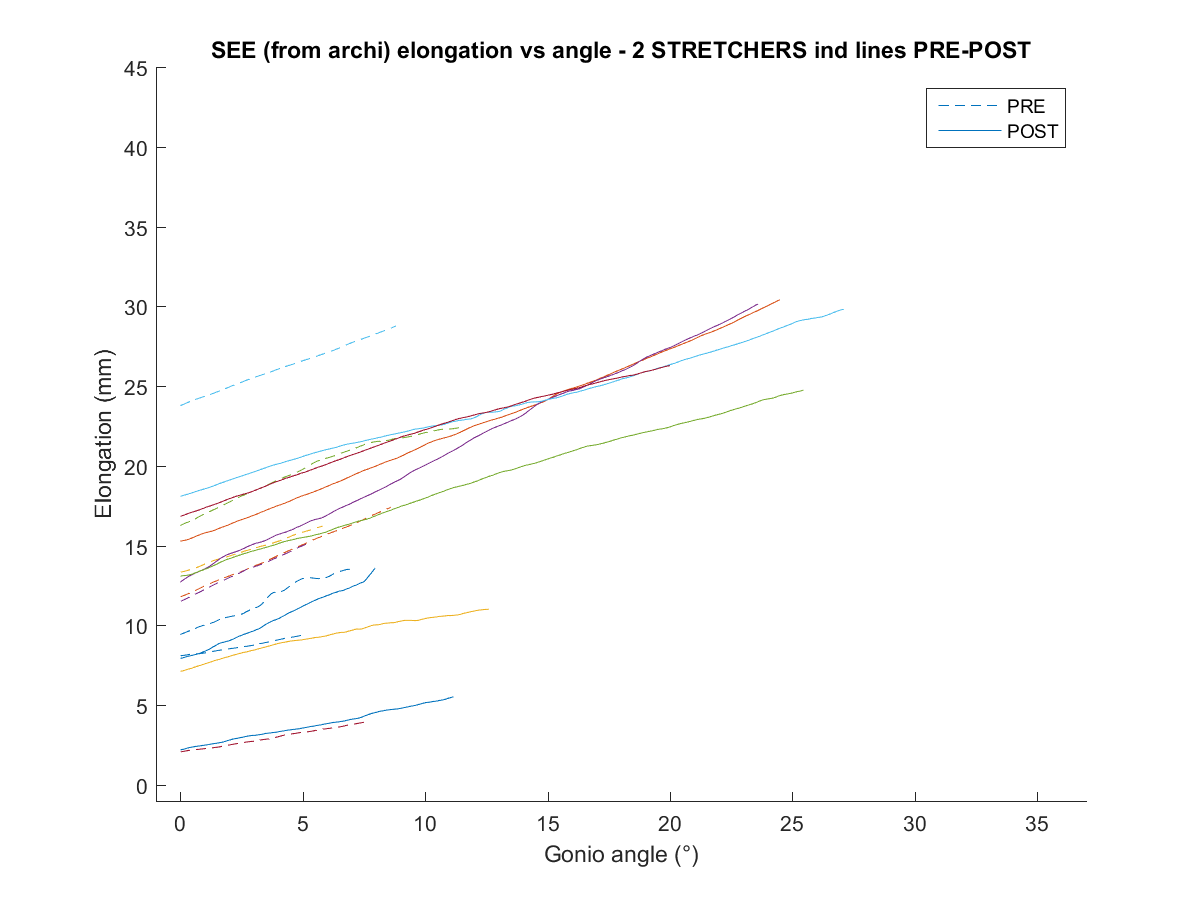 SEE (from archi) elongation vs angle - 2 STRETCHERS ind lines PRE-POST
PRE
POST
45
40
35
30
25
20
15
10
5
0
Elongation (mm)
0 5 10 15 20 25 30 35
Gonio angle (°)